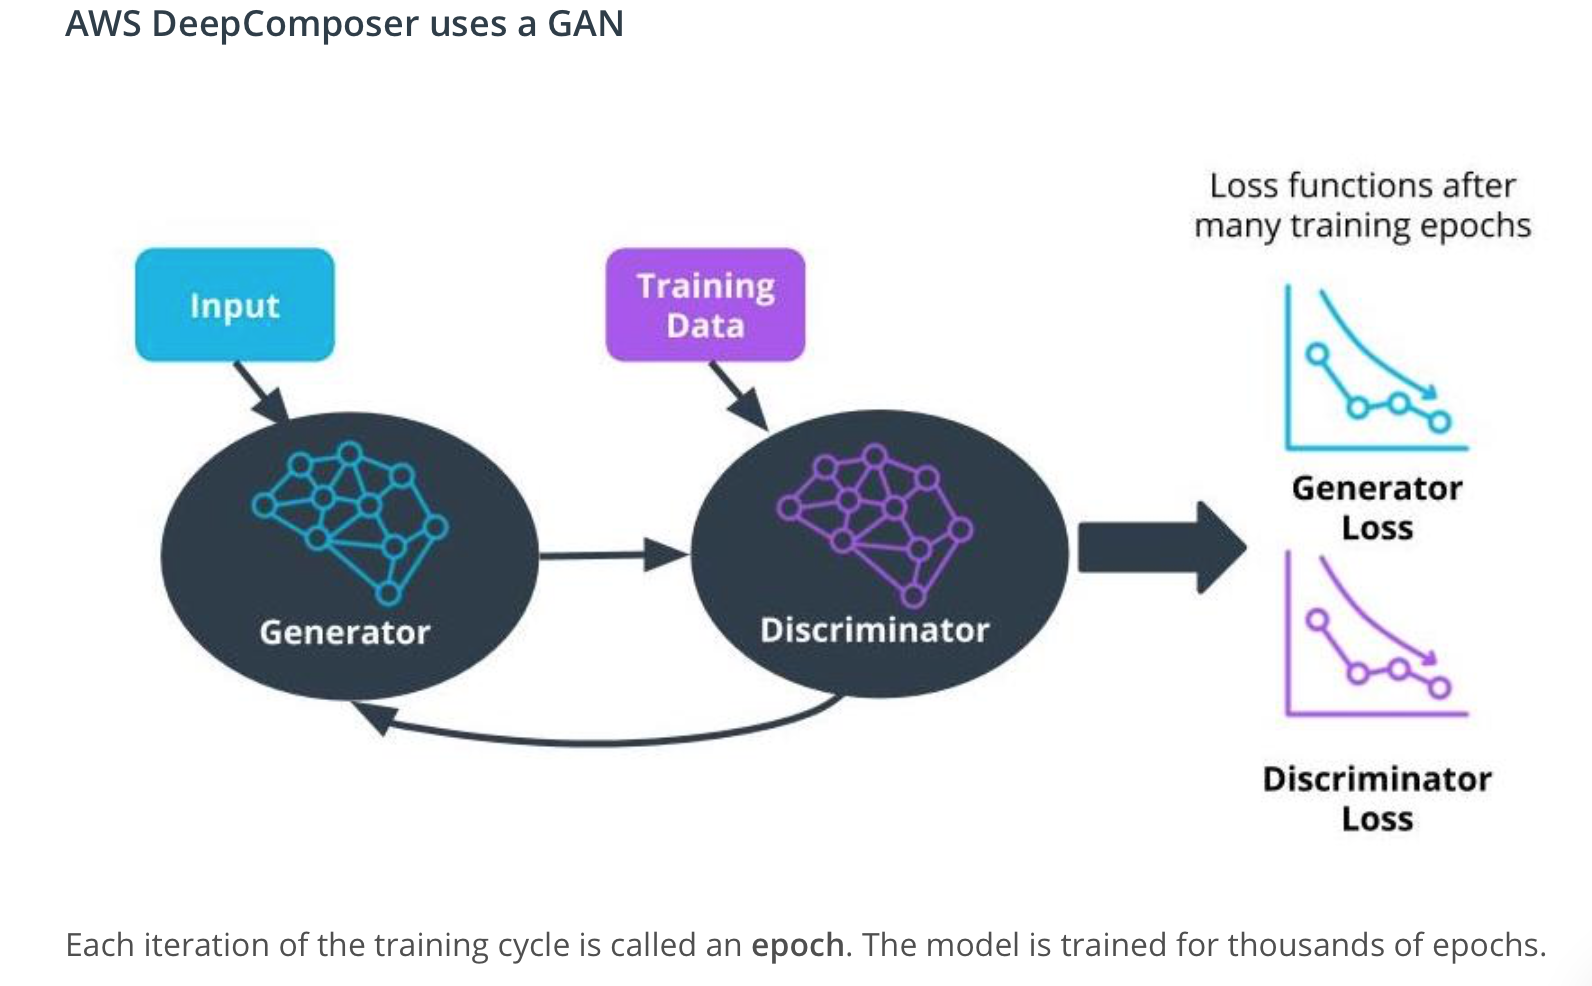 AWS DeepComposer uses a GAN
Loss functions after
many training epochs
Input
Training
Data
Generator
Discriminator
Generator
Loss
Discriminator
Loss
Each iteration of the training cycle is called an epoch. The model is trained for thousands of epochs.